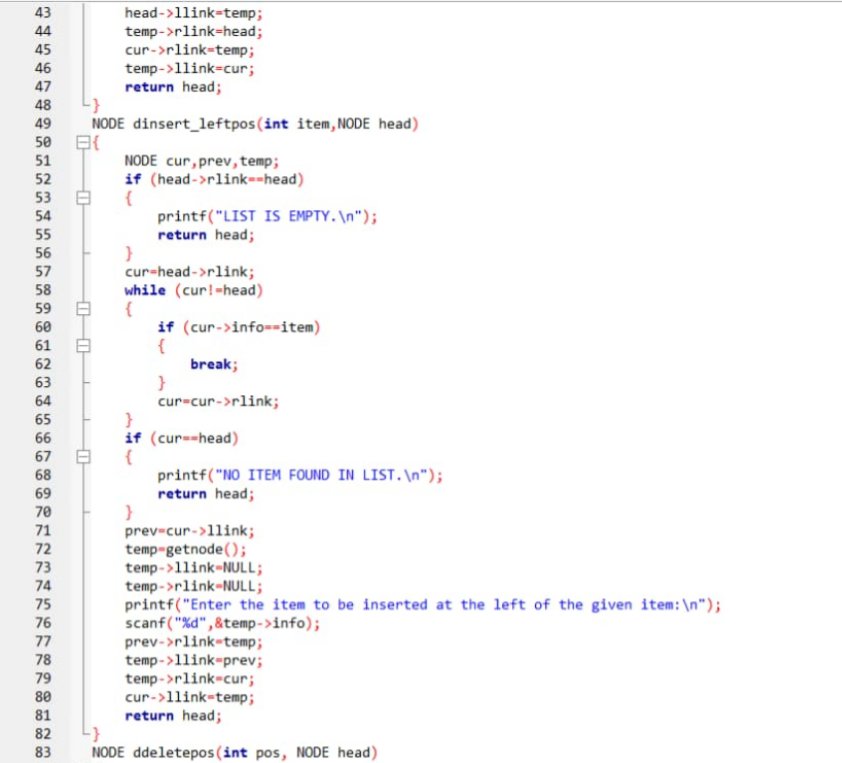 43 head->llink=temp;
44 temp->rlink=head;
45 cur->rlink=temp;
46 temp->llink=cur;
47 return head;
48 }
49 NODE dinsert_leftpos(int item,NODE head)
50 {
51 NODE cur,prev,temp;
52 if (head->rlink==head)
53 {
54 printf("LIST IS EMPTY.\n");
55 return head;
56 }
57 cur=head->rlink;
58 while (cur!=head)
59 {
60 if (cur->info==item)
61 {
62 break;
63 }
64 cur=cur->rlink;
65 }
66 if (cur==head)
67 {
68 printf("NO ITEM FOUND IN LIST.\n");
69 return head;
70 }
71 prev=cur->llink;
72 temp=getnode();
73 temp->llink=NULL;
74 temp->rlink=NULL;
75 printf("Enter the item to be inserted at the left of the given item:\n");
76 scanf("%d",&temp->info);
77 prev->rlink=temp;
78 temp->llink=prev;
79 temp->rlink=cur;
80 cur->llink=temp;
81 return head;
82 }
83 NODE ddeletepos(int pos, NODE head)